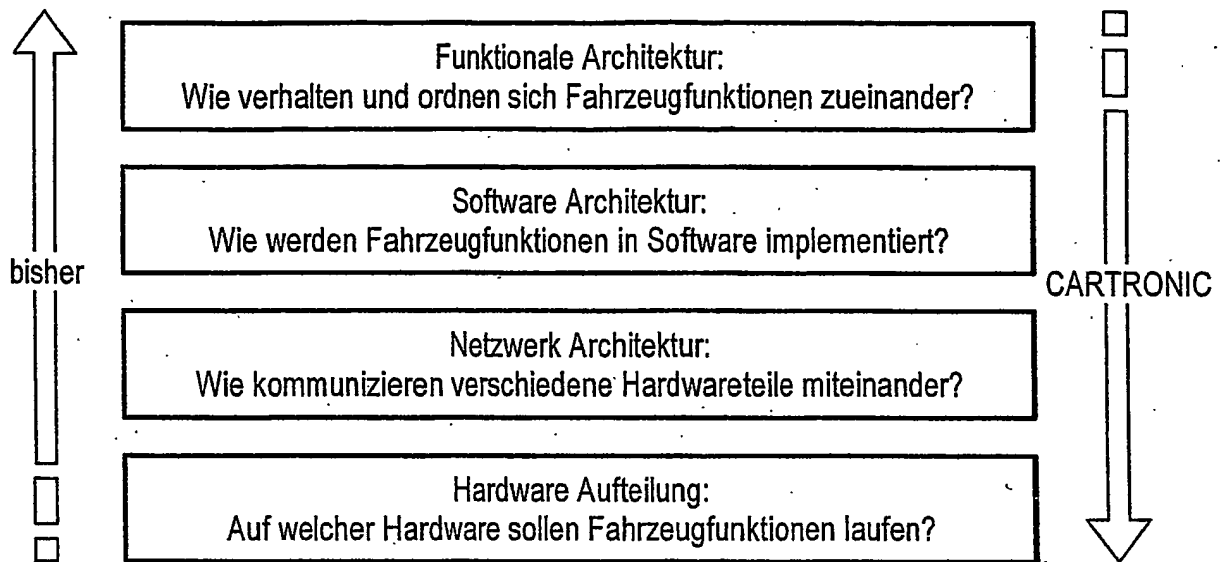 Funktionale Architektur:
Wie verhalten und ordnen sich Fahrzeugfunktionen zueinander?
Software Architektur:
Wie werden Fahrzeugfunktionen in Software implementiert?
bisher
CARTRONIC
Netzwerk Architektur:
Wie kommunizieren verschiedene Hardwareteile miteinander?
Hardware Aufteilung:
Auf welcher Hardware sollen Fahrzeugfunktionen laufen?